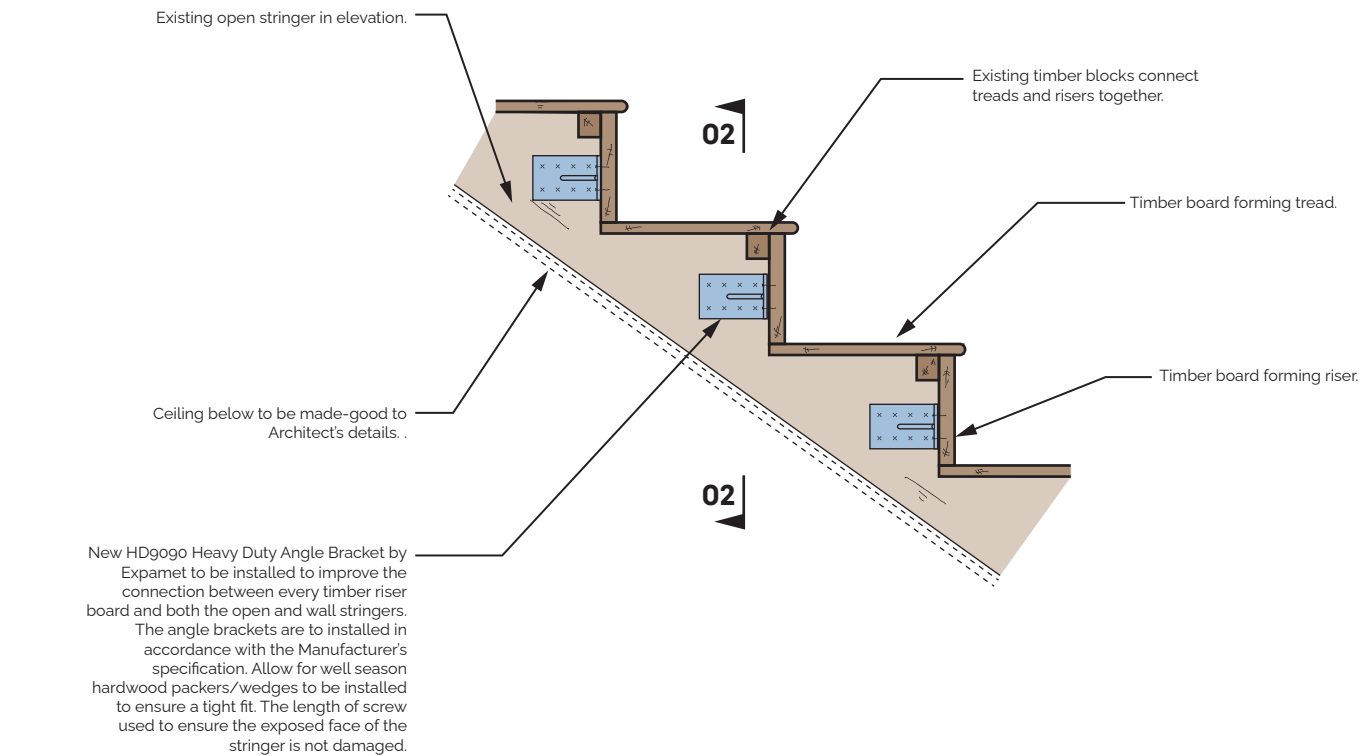 Existing open stringer in elevation.
Existing timber blocks connect
treads and risers together.
02
Timber board forming tread.
Timber board forming riser.
Ceiling below to be made-good to
Architect's details. .
02
New HD9090 Heavy Duty Angle Bracket by
Expamet to be installed to improve the
connection between every timber riser
board and both the open and wall stringers.
The angle brackets are to installed in
accordance with the Manufacturer's
specification. Allow for well season
hardwood packers/wedges to be installed
to ensure a tight fit. The length of screw
used to ensure the exposed face of the
stringer is not damaged.